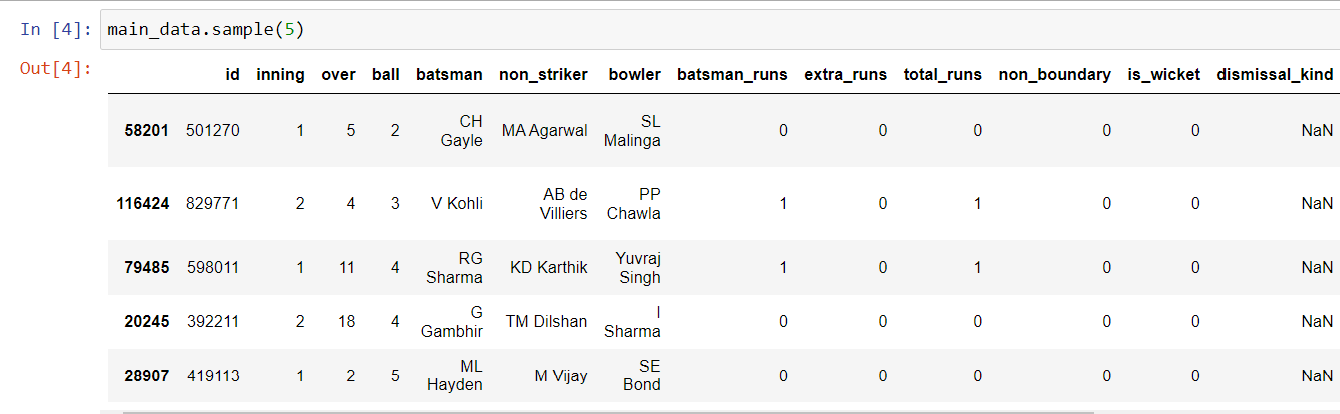 In [4]: main_data.sample(5)
Out[4]:
id inning over ball batsman non_striker bowler batsman_runs extra_runs total_runs non_boundary is_wicket dismissal_kind
58201 501270 1 5 2 CH Gayle MA Agarwal SL Malinga 0 0 0 0 0 NaN
116424 829771 2 4 3 V Kohli AB de Villiers PP Chawla 1 0 1 0 0 NaN
79485 598011 1 11 4 RG Sharma KD Karthik Yuvraj Singh 1 0 1 0 0 NaN
20245 392211 2 18 4 G Gambhir TM Dilshan I Sharma 0 0 0 0 0 NaN
28907 419113 1 2 5 ML Hayden M Vijay SE Bond 0 0 0 0 0 NaN